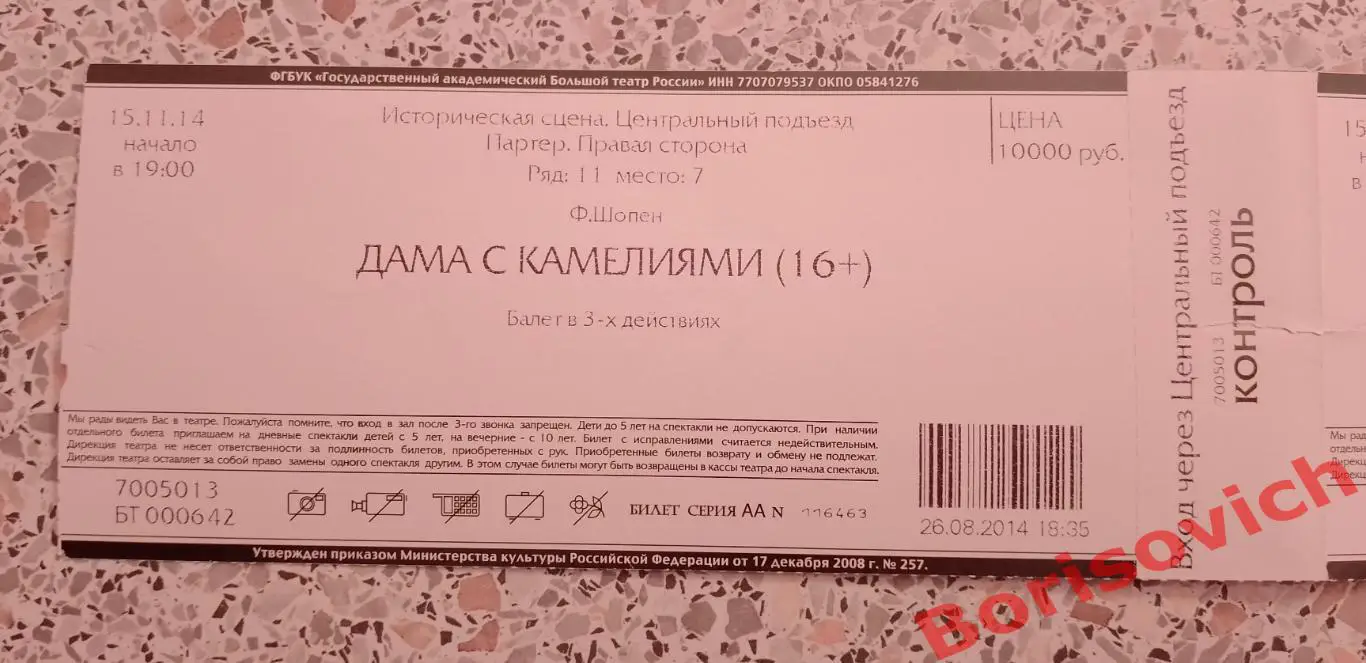 ФГБУК «Государственный академический Большой театр России» ИНН 7707079537 ОКПО 05841276
15.11.14
начало
в 19:00
Историческая сцена. Центральный подъезд
Партер. Правая сторона
Ряд: 11 место: 7
ЦЕНА
10000 руб.
Ф.Шопен
ДАМА С КАМЕЛИЯМИ (16+)
Балет в 3-х действиях
Мы рады видеть Вас в театре. Пожалуйста помните, что вход в зал после 3-го звонка запрещен. Дети до 5 лет на спектакли не допускаются. При наличии
отдельного билета приглашаем на дневные спектакли детей с 5 лет, на вечерние - с 10 лет. Билет с исправлениями считается недействительным.
Дирекция театра не несет ответственности за подлинность билетов, приобретенных с рук. Приобретенные билеты возврату и обмену не подлежат.
Дирекция театра оставляет за собой право замены одного спектакля другим. В этом случае билеты могут быть возвращены в кассы театра до начала спектакля.
7005013
БТ 000642
БИЛЕТ СЕРИЯ АА N 116463
26.08.2014 18:35
Утвержден приказом Министерства культуры Российской Федерации от 17 декабря 2008 г. № 257.
Вход через Центральный подъезд
7005013 БТ 000642
КОНТРОЛЬ
15
в
Мы рад
отдельно
Дирекц
Borisovich